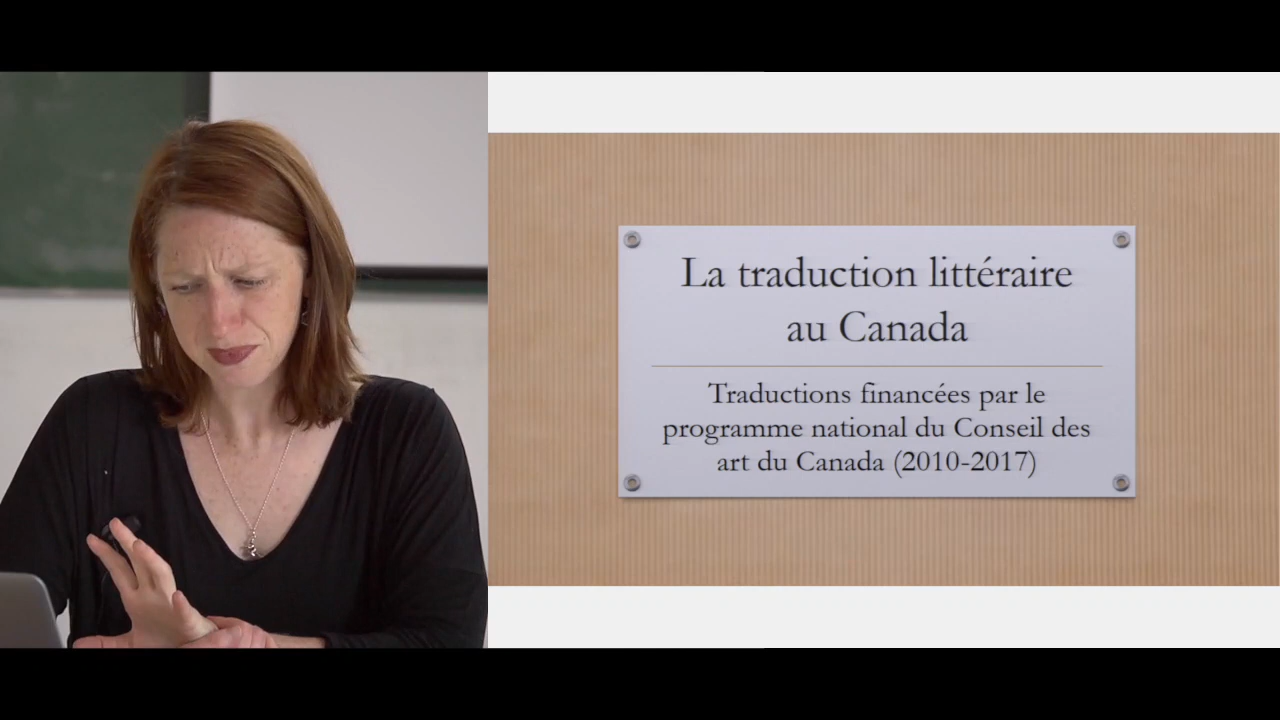 La traduction littéraire
au Canada
Traductions financées par le
programme national du Conseil des
art du Canada (2010-2017)